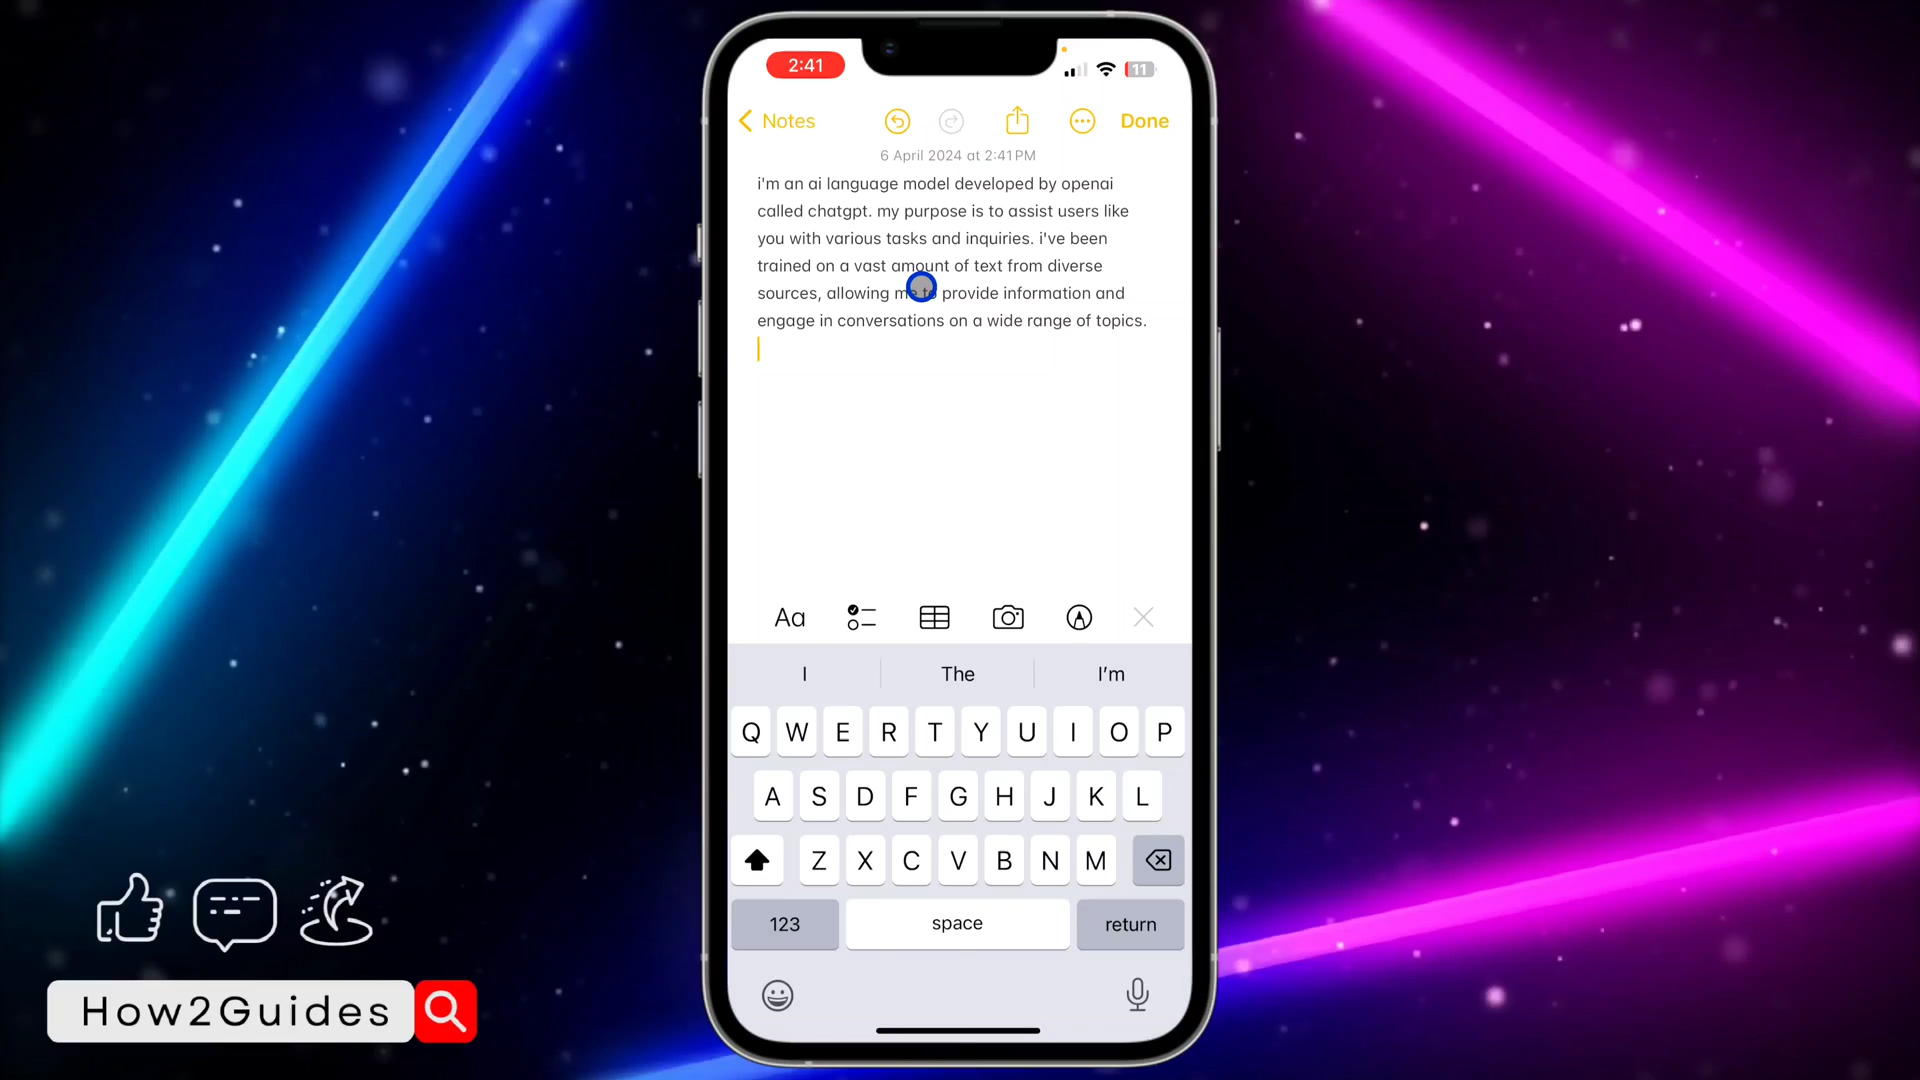 2:41
11
Notes
Done
6 April 2024 at 2:41 PM
i'm an ai language model developed by openai
called chatgpt. my purpose is to assist users like
you with various tasks and inquiries. i've been
trained on a vast amount of text from diverse
sources, allowing me to provide information and
engage in conversations on a wide range of topics.
Aa
I The I'm
Q W E R T Y U I O P
A S D F G H J K L
Z X C V B N M
123 space return
How2Guides